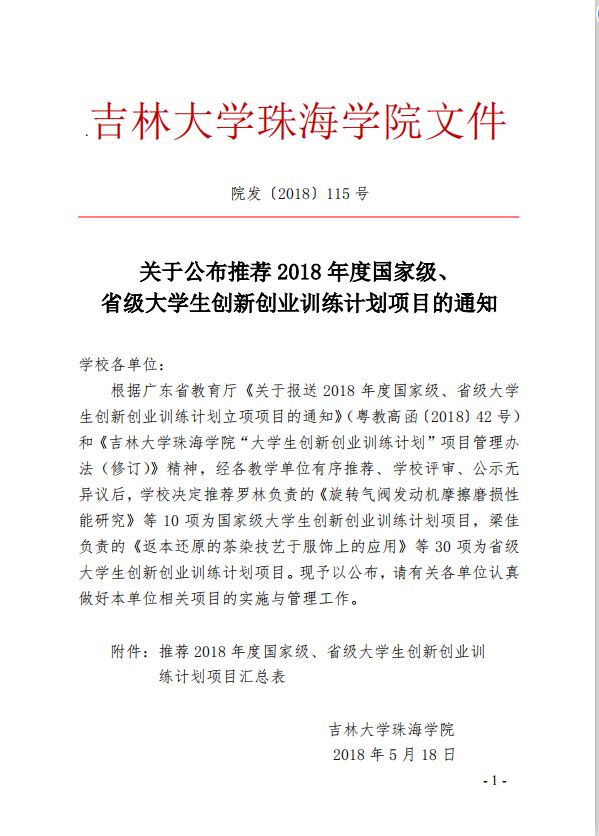 吉林大学珠海学院文件
院发〔2018〕115 号
关于公布推荐 2018 年度国家级、
省级大学生创新创业训练计划项目的通知
学校各单位：
根据广东省教育厅《关于报送 2018 年度国家级、省级大学
生创新创业训练计划立项项目的通知》（粤教高函〔2018〕42 号）
和《吉林大学珠海学院“大学生创新创业训练计划”项目管理办
法（修订）》精神，经各教学单位有序推荐、学校评审、公示无
异议后，学校决定推荐罗林负责的《旋转气阀发动机摩擦磨损性
能研究》等 10 项为国家级大学生创新创业训练计划项目，梁佳
负责的《返本还原的茶染技艺于服饰上的应用》等 30 项为省级
大学生创新创业训练计划项目。现予以公布，请有关各单位认真
做好本单位相关项目的实施与管理工作。
附件：推荐 2018 年度国家级、省级大学生创新创业训
练计划项目汇总表
吉林大学珠海学院
2018 年 5 月 18 日
- 1 -